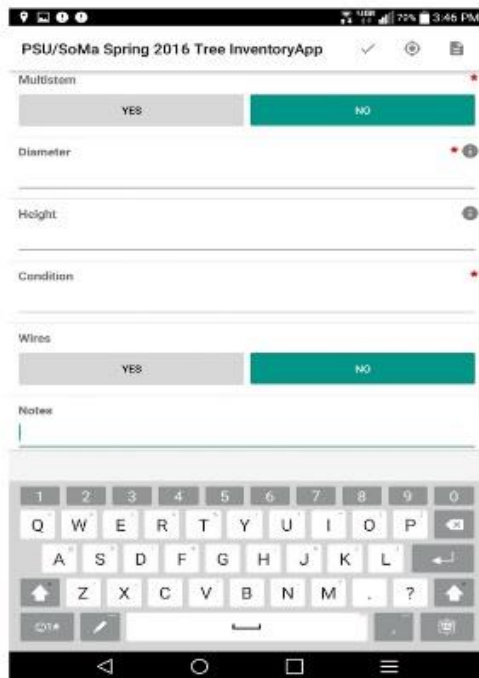 79% 3:46 PM
PSU/SoMa Spring 2016 Tree InventoryApp
Multistem *
YES NO
Diameter *
Height
Condition *
Wires
YES NO
Notes
1 2 3 4 5 6 7 8 9 0
Q W E R T Y U I O P
A S D F G H J K L
Z X C V B N M . ?
,